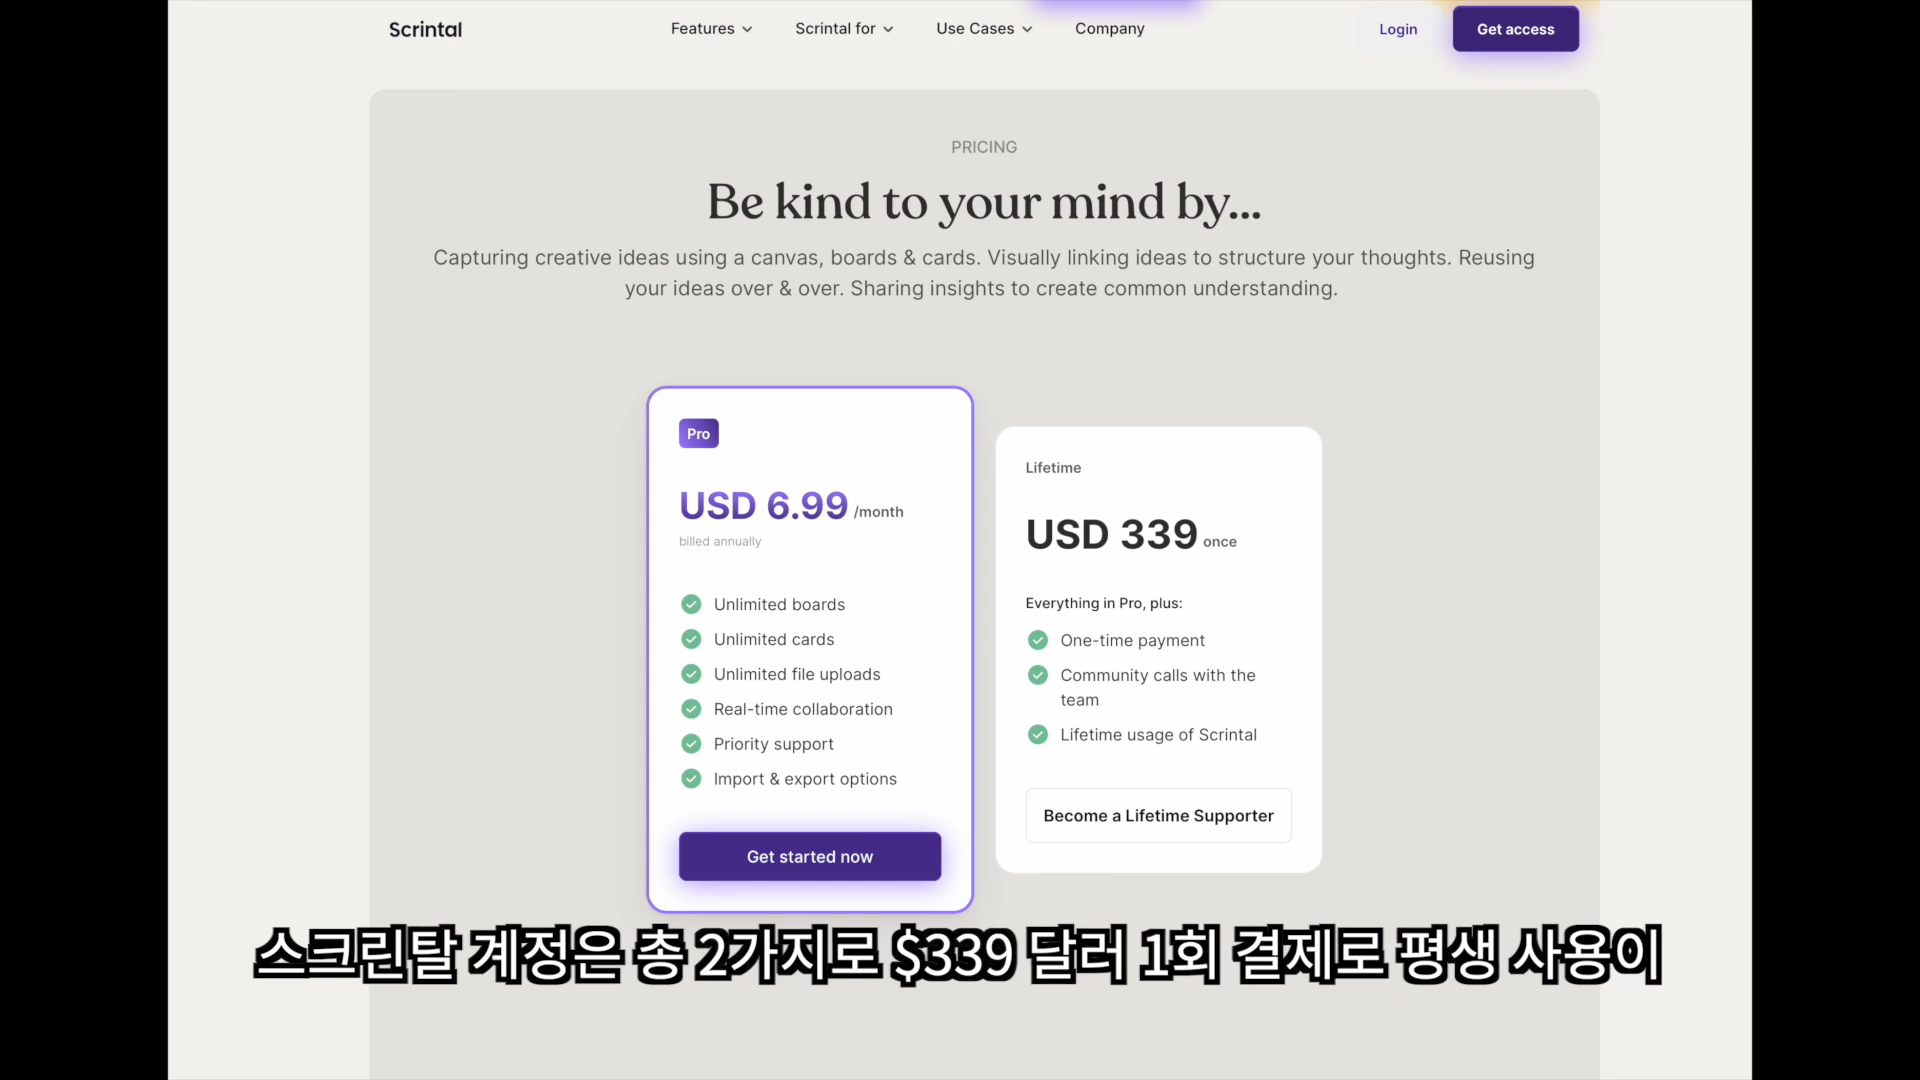 Scrintal
Features
Scrintal for
Use Cases
Company
Login
Get access
PRICING
Be kind to your mind by...
Capturing creative ideas using a canvas, boards & cards. Visually linking ideas to structure your thoughts. Reusing
your ideas over & over. Sharing insights to create common understanding.
Pro
USD 6.99 /month
billed annually
Unlimited boards
Unlimited cards
Unlimited file uploads
Real-time collaboration
Priority support
Import & export options
Get started now
Lifetime
USD 339 once
Everything in Pro, plus:
One-time payment
Community calls with the
team
Lifetime usage of Scrintal
Become a Lifetime Supporter
스크린탈 계정은 총 2가지로 $339 달러 1회 결제로 평생 사용이